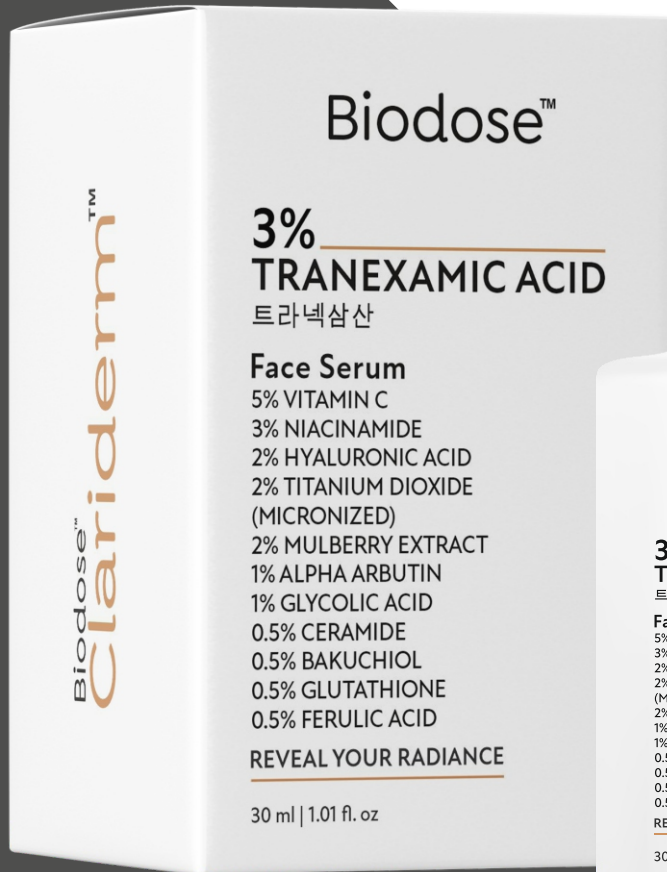 Biodose™
Clariderm™
Biodose™
3%
TRANEXAMIC ACID
트라넥삼산
Face Serum
5% VITAMIN C
3% NIACINAMIDE
2% HYALURONIC ACID
2% TITANIUM DIOXIDE
(MICRONIZED)
2% MULBERRY EXTRACT
1% ALPHA ARBUTIN
1% GLYCOLIC ACID
0.5% CERAMIDE
0.5% BAKUCHIOL
0.5% GLUTATHIONE
0.5% FERULIC ACID
REVEAL YOUR RADIANCE
30 ml | 1.01 fl. oz